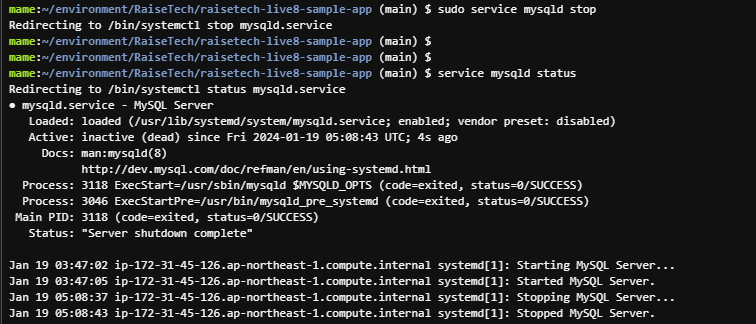 mame:~/environment/RaiseTech/raisetech-live8-sample-app (main) $ sudo service mysqld stop
Redirecting to /bin/systemctl stop mysqld.service
mame:~/environment/RaiseTech/raisetech-live8-sample-app (main) $
mame:~/environment/RaiseTech/raisetech-live8-sample-app (main) $
mame:~/environment/RaiseTech/raisetech-live8-sample-app (main) $ service mysqld status
Redirecting to /bin/systemctl status mysqld.service
● mysqld.service - MySQL Server
   Loaded: loaded (/usr/lib/systemd/system/mysqld.service; enabled; vendor preset: disabled)
   Active: inactive (dead) since Fri 2024-01-19 05:08:43 UTC; 4s ago
     Docs: man:mysqld(8)
           http://dev.mysql.com/doc/refman/en/using-systemd.html
  Process: 3118 ExecStart=/usr/sbin/mysqld $MYSQLD_OPTS (code=exited, status=0/SUCCESS)
  Process: 3046 ExecStartPre=/usr/bin/mysqld_pre_systemd (code=exited, status=0/SUCCESS)
 Main PID: 3118 (code=exited, status=0/SUCCESS)
   Status: "Server shutdown complete"

Jan 19 03:47:02 ip-172-31-45-126.ap-northeast-1.compute.internal systemd[1]: Starting MySQL Server...
Jan 19 03:47:05 ip-172-31-45-126.ap-northeast-1.compute.internal systemd[1]: Started MySQL Server.
Jan 19 05:08:37 ip-172-31-45-126.ap-northeast-1.compute.internal systemd[1]: Stopping MySQL Server...
Jan 19 05:08:43 ip-172-31-45-126.ap-northeast-1.compute.internal systemd[1]: Stopped MySQL Server.